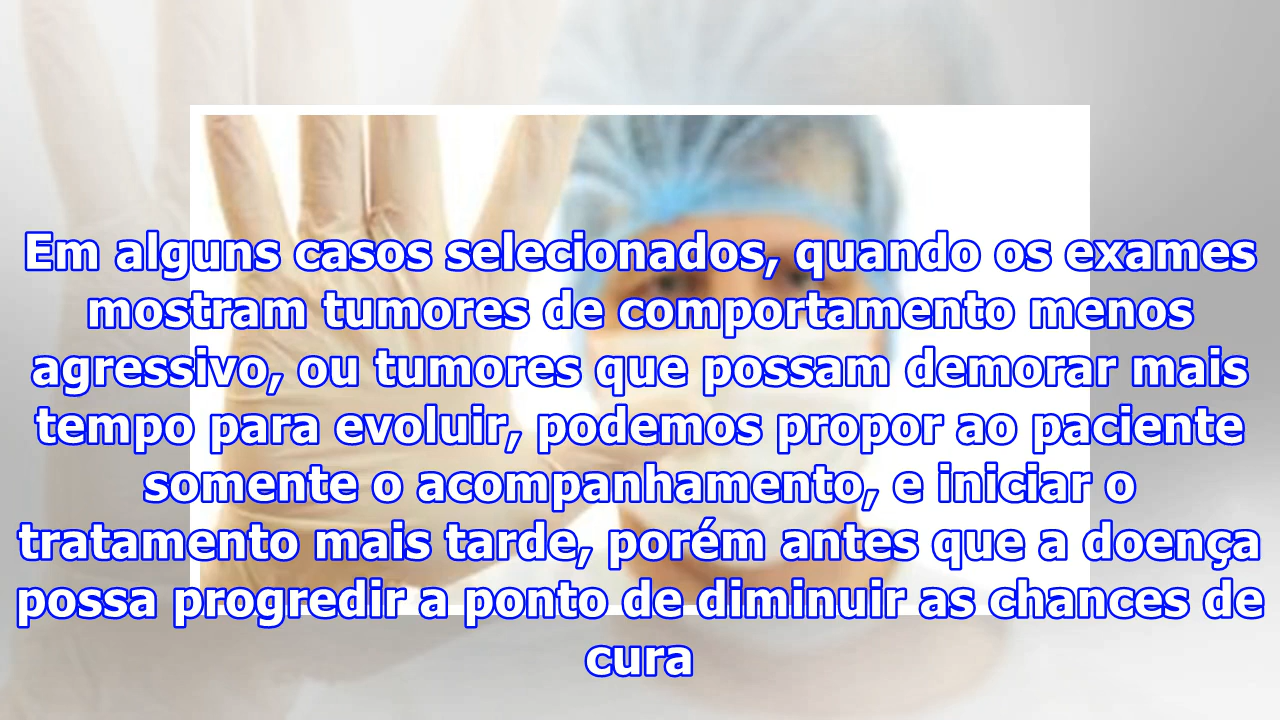 Em alguns casos selecionados, quando os exames
mostram tumores de comportamento menos
agressivo, ou tumores que possam demorar mais
tempo para evoluir, podemos propor ao paciente
somente o acompanhamento, e iniciar o
tratamento mais tarde, porém antes que a doença
possa progredir a ponto de diminuir as chances de
cura